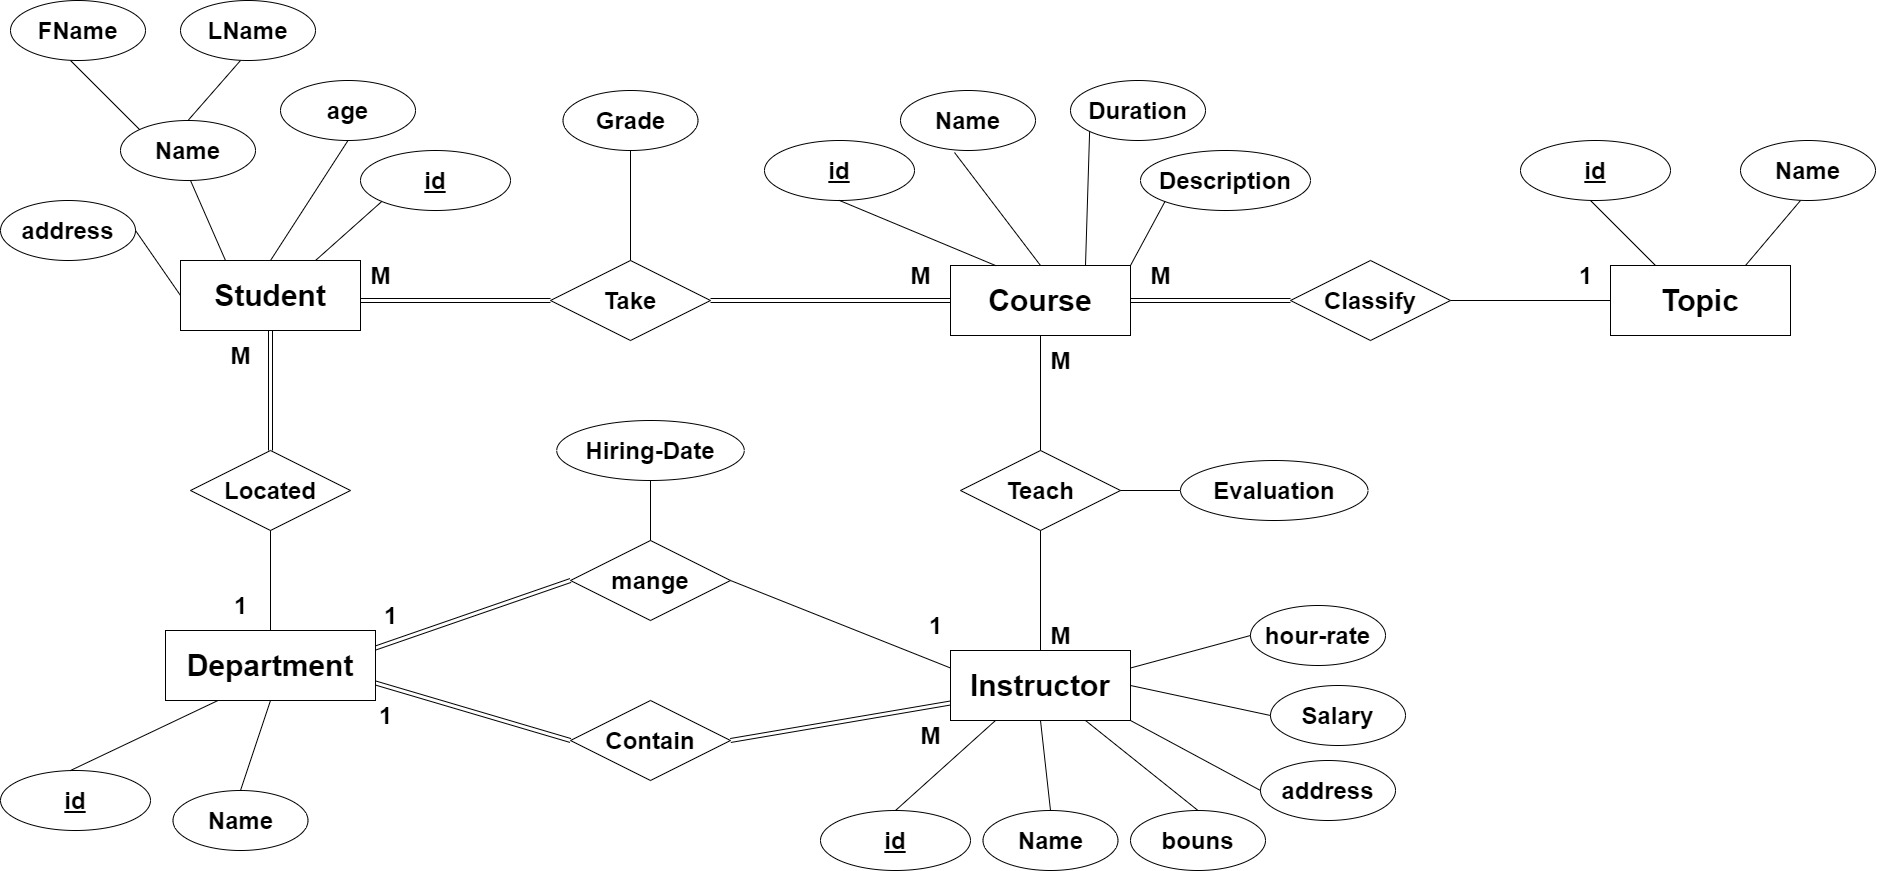 FName
LName
age
Name
id
address
Student
M
Grade
Take
M
id
Name
Duration
Description
Course
M
Classify
1
id
Name
Topic
M
Located
1
M
Teach
Evaluation
M
Hiring-Date
mange
1
1
Department
1
Contain
M
id
Name
Instructor
hour-rate
Salary
address
id
Name
bouns